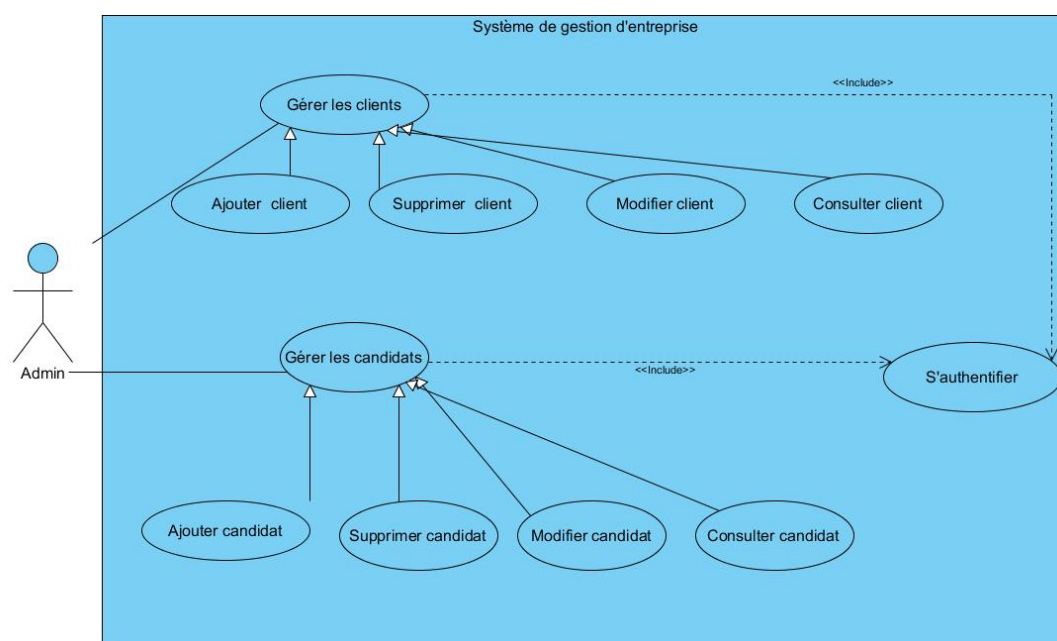 Système de gestion d'entreprise
<<Include>>
Gérer les clients
Ajouter client
Supprimer client
Modifier client
Consulter client
Admin
Gérer les candidats
<<Include>>
S'authentifier
Ajouter candidat
Supprimer candidat
Modifier candidat
Consulter candidat